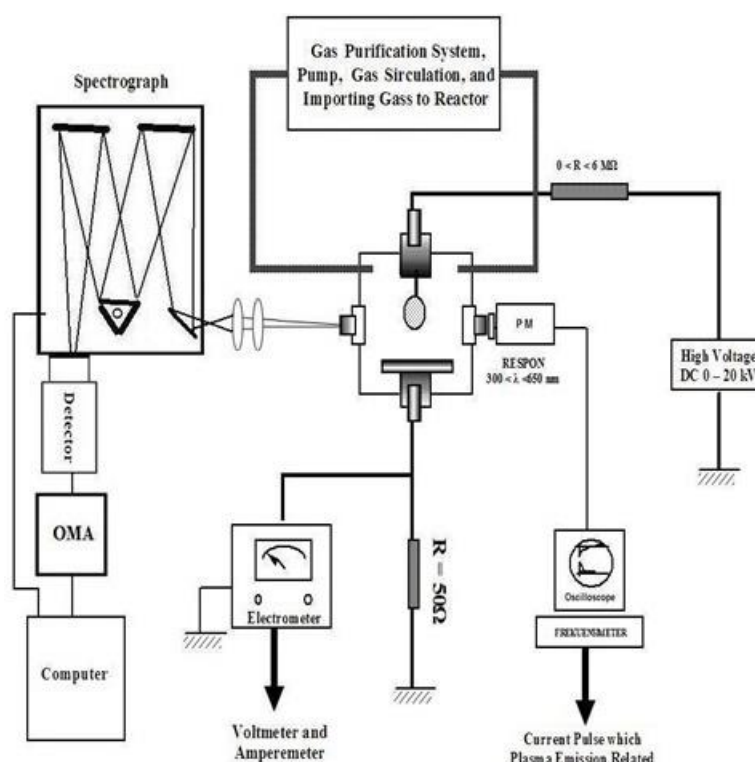 Gas Purification System,
Pump, Gas Sirculation, and
Importing Gass to Reactor
Spectrograph
0 < R < 6 MΩ
PM
RESPON
300 < λ <650 nm
High Voltage
DC 0 – 20 kV
Detector
OMA
Computer
Electrometer
R = 50Ω
Oscilloscope
FREKUENSIMETER
Voltmeter and
Amperemeter
Current Pulse which
Plasma Emission Related